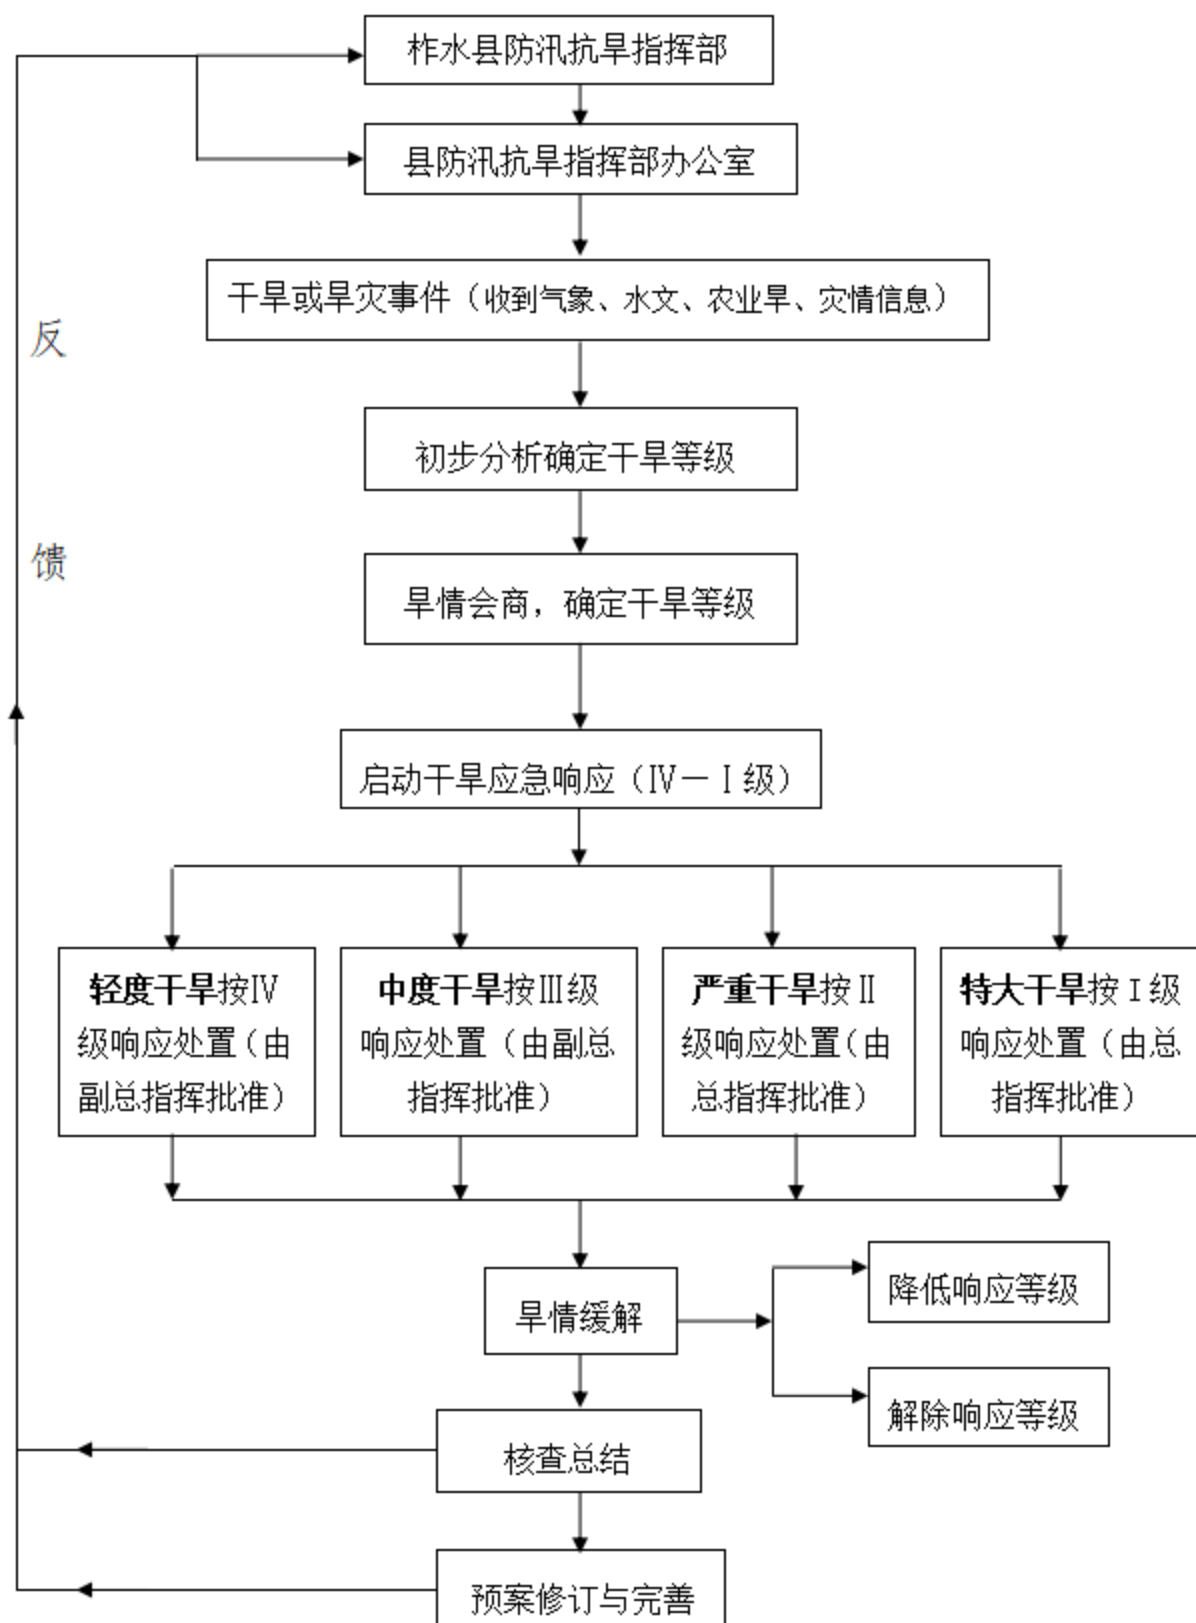 柞水县防汛抗旱指挥部
县防汛抗旱指挥部办公室
干旱或旱灾事件（收到气象、水文、农业旱、灾情信息）
反
馈
初步分析确定干旱等级
旱情会商，确定干旱等级
启动干旱应急响应（Ⅳ—Ⅰ级）
轻度干旱按Ⅳ
级响应处置（由
副总指挥批准）
中度干旱按Ⅲ级
响应处置（由副总
指挥批准）
严重干旱按Ⅱ
级响应处置（由
总指挥批准）
特大干旱按Ⅰ级
响应处置（由总
指挥批准）
旱情缓解
降低响应等级
解除响应等级
核查总结
预案修订与完善